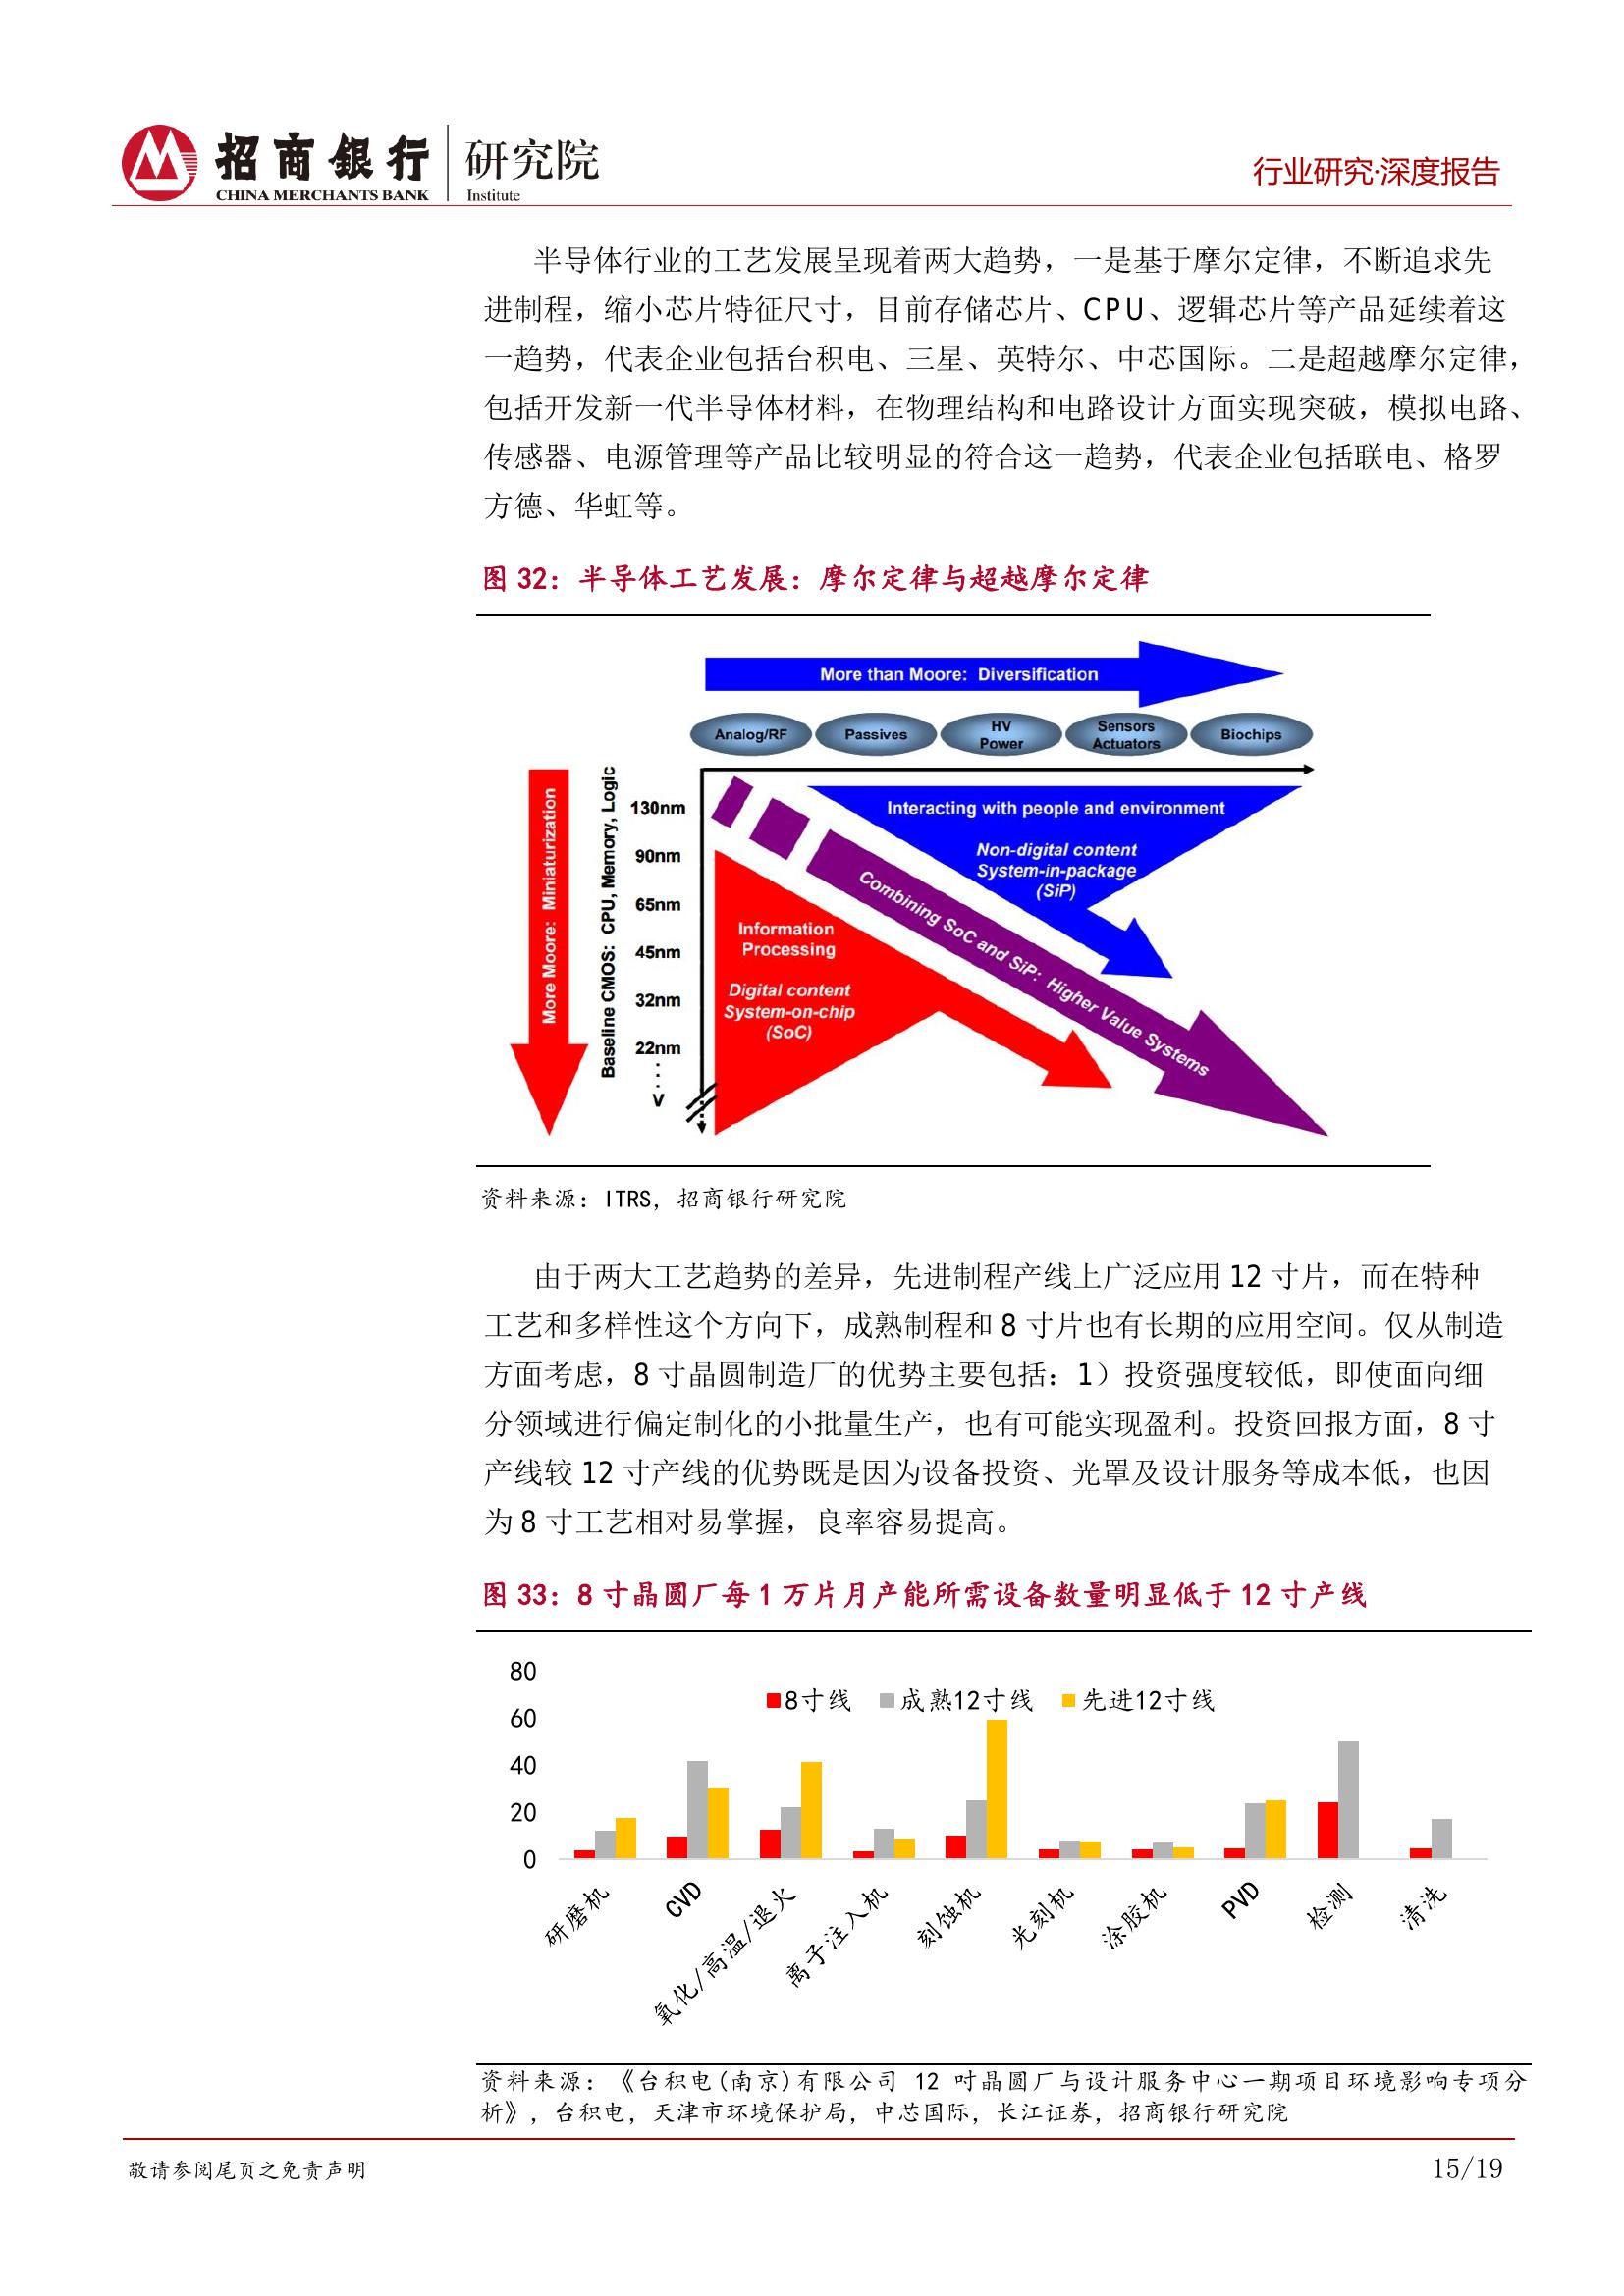 招商银行 研究院
CHINA MERCHANTS BANK Institute
行业研究·深度报告
半导体行业的工艺发展呈现着两大趋势，一是基于摩尔定律，不断追求先
进制程，缩小芯片特征尺寸，目前存储芯片、CPU、逻辑芯片等产品延续着这
一趋势，代表企业包括台积电、三星、英特尔、中芯国际。二是超越摩尔定律，
包括开发新一代半导体材料，在物理结构和电路设计方面实现突破，模拟电路、
传感器、电源管理等产品比较明显的符合这一趋势，代表企业包括联电、格罗
方德、华虹等。
图 32：半导体工艺发展：摩尔定律与超越摩尔定律
More than Moore: Diversification
Analog/RF
Passives
HV
Power
Sensors
Actuators
Biochips
More Moore: Miniaturization
Baseline CMOS: CPU, Memory, Logic
130nm
90nm
65nm
45nm
32nm
22nm
V
Interacting with people and environment
Non-digital content
System-in-package
(SiP)
Combining SoC and SiP: Higher Value Systems
Information
Processing
Digital content
System-on-chip
(SoC)
资料来源：ITRS，招商银行研究院
由于两大工艺趋势的差异，先进制程产线上广泛应用 12 寸片，而在特种
工艺和多样性这个方向下，成熟制程和 8 寸片也有长期的应用空间。仅从制造
方面考虑，8 寸晶圆制造厂的优势主要包括：1）投资强度较低，即使面向细
分领域进行偏定制化的小批量生产，也有可能实现盈利。投资回报方面，8 寸
产线较 12 寸产线的优势既是因为设备投资、光罩及设计服务等成本低，也因
为 8 寸工艺相对易掌握，良率容易提高。
图 33：8 寸晶圆厂每 1 万片月产能所需设备数量明显低于 12 寸产线
80
60
40
20
0
8寸线 成熟12寸线 先进12寸线
研磨机
CVD
氧化/高温/退火
离子注入机
刻蚀机
光刻机
涂胶机
PVD
检测
清洗
资料来源：《台积电(南京)有限公司 12 吋晶圆厂与设计服务中心一期项目环境影响专项分
析》，台积电，天津市环境保护局，中芯国际，长江证券，招商银行研究院
敬请参阅尾页之免责声明
15/19